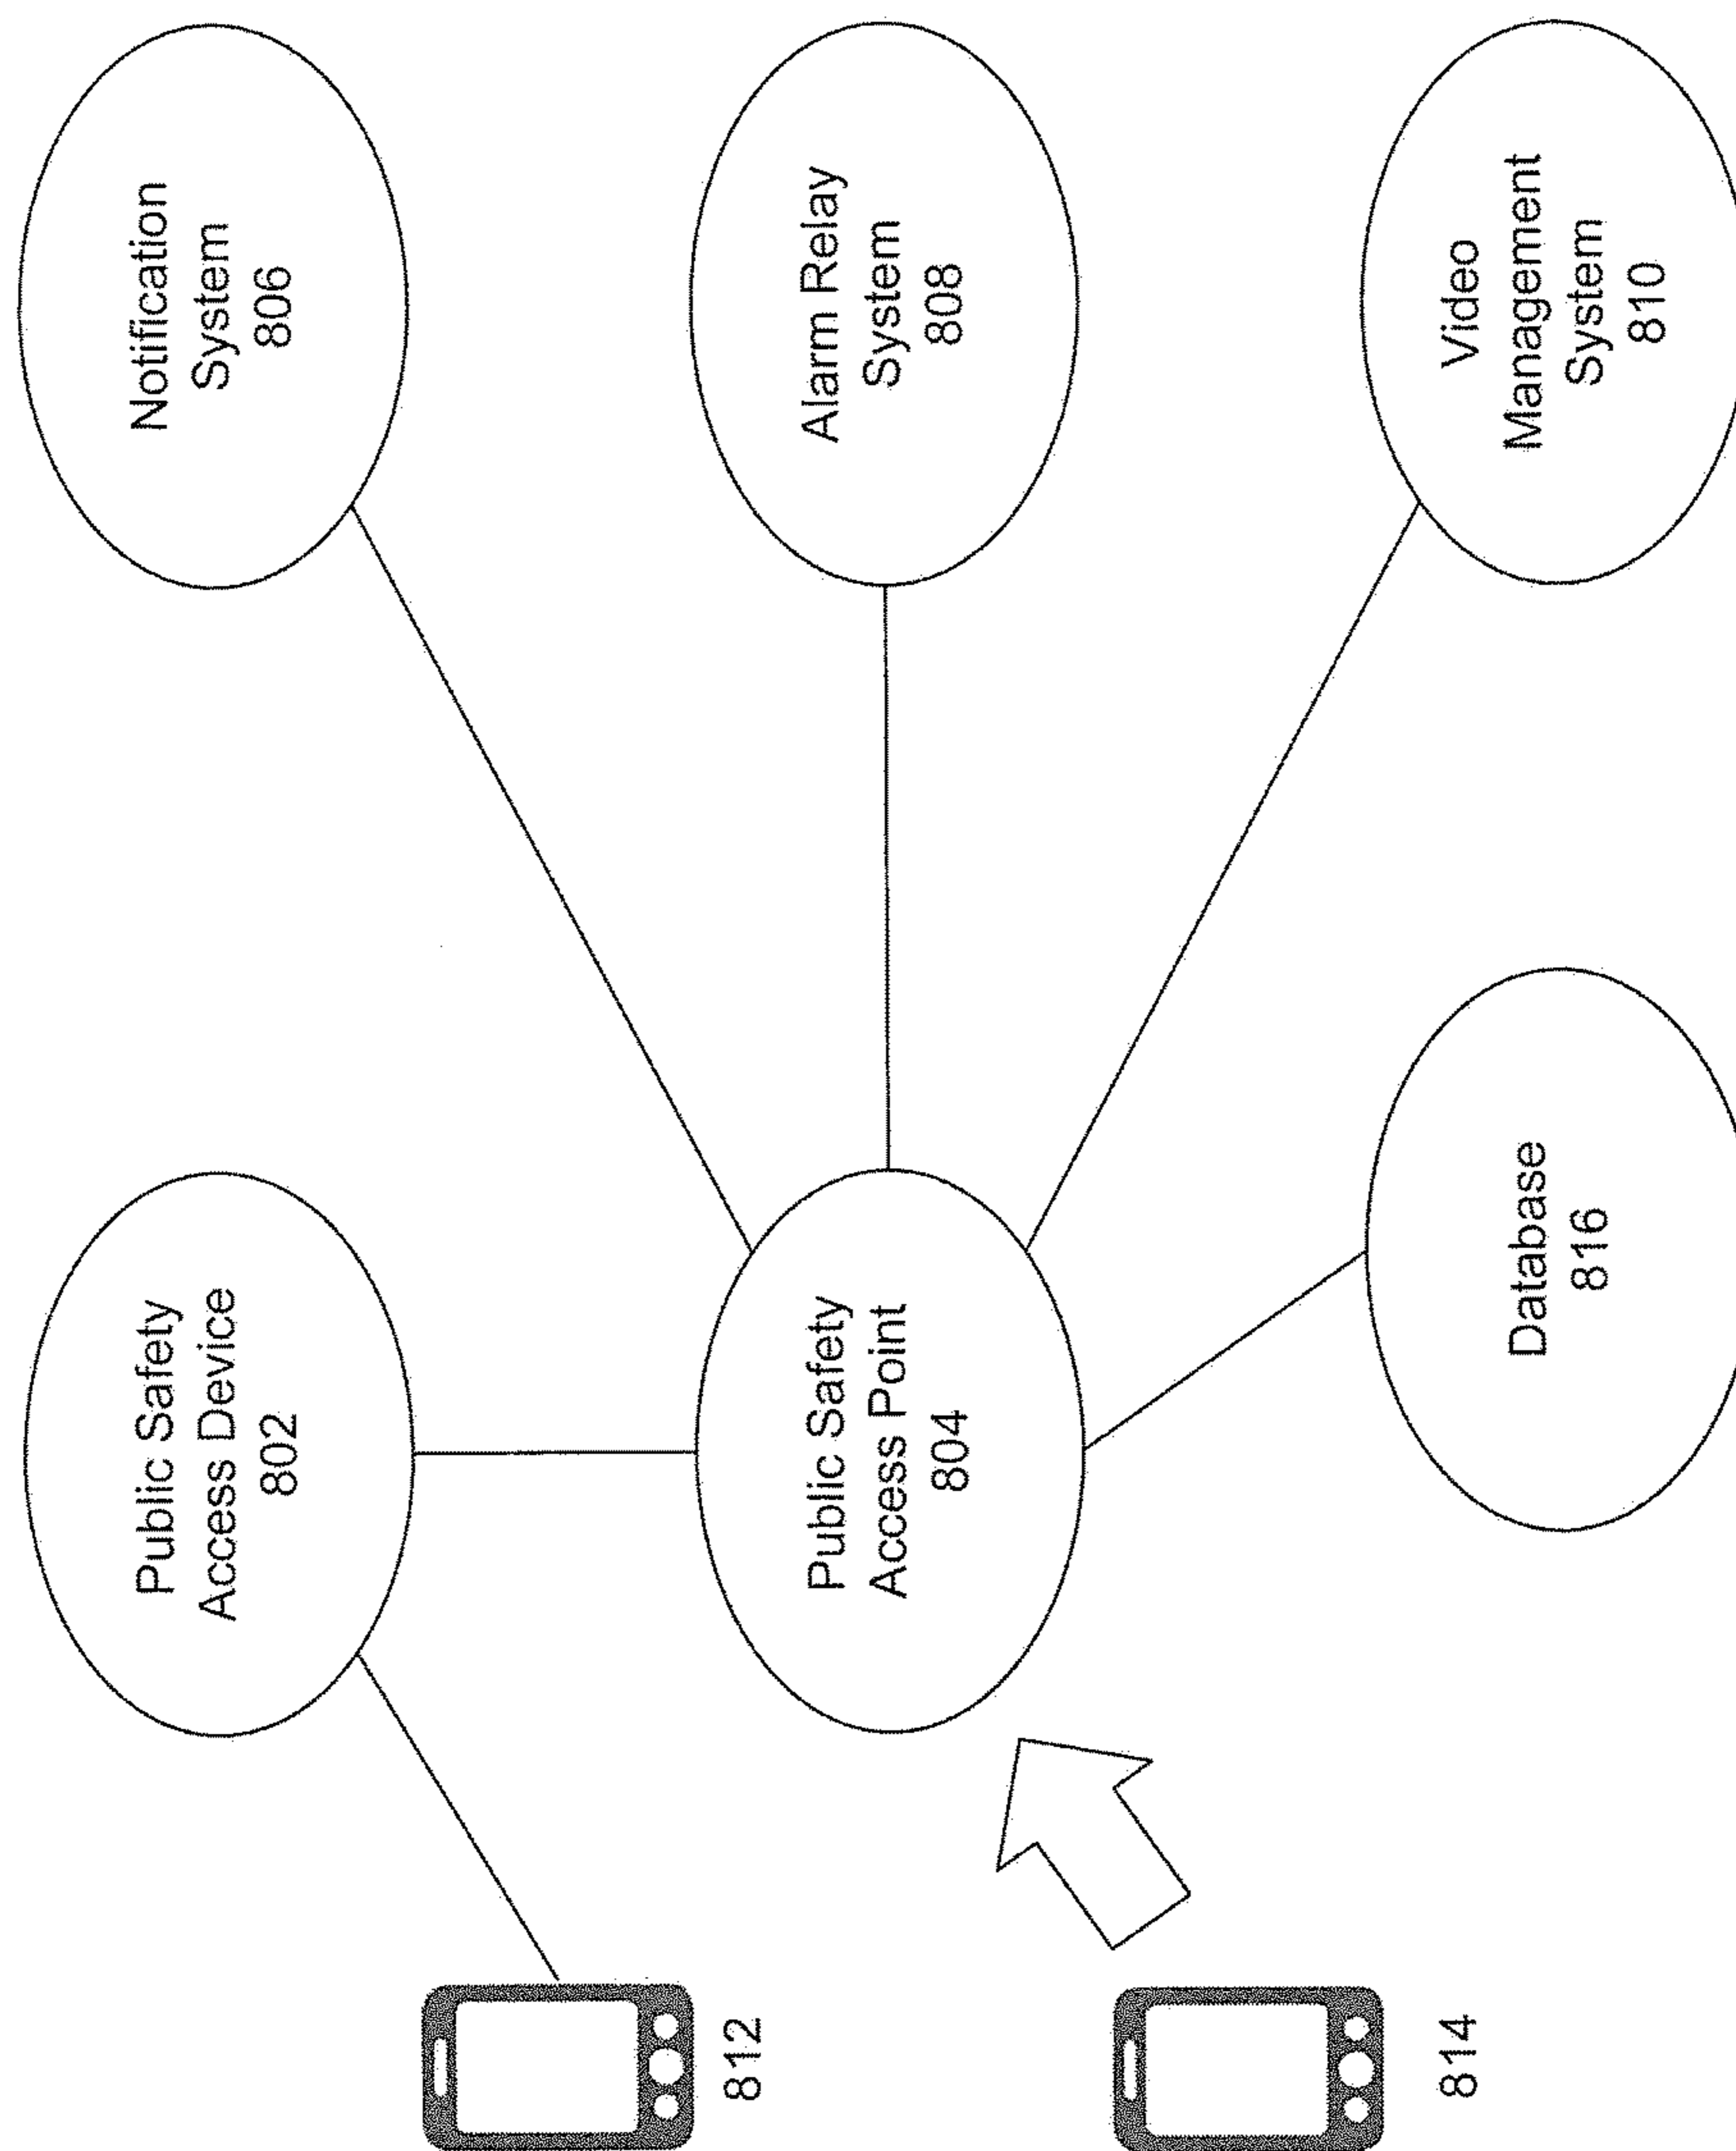 Public Safety
Access Device
802
Notification
System
806
812
Public Safety
Access Point
804
Alarm Relay
System
808
814
Database
816
Video
Management
System
810